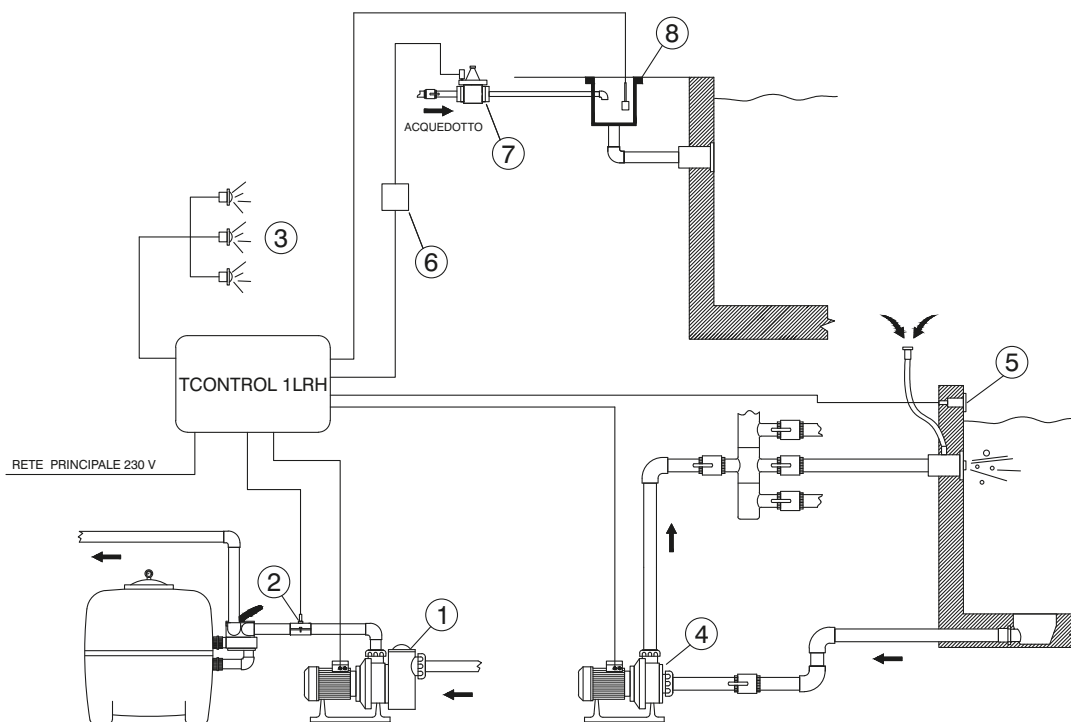 8
ACQUEDOTTO
7
3
6
TCONTROL 1LRH
5
RETE PRINCIPALE 230 V
2
1
4